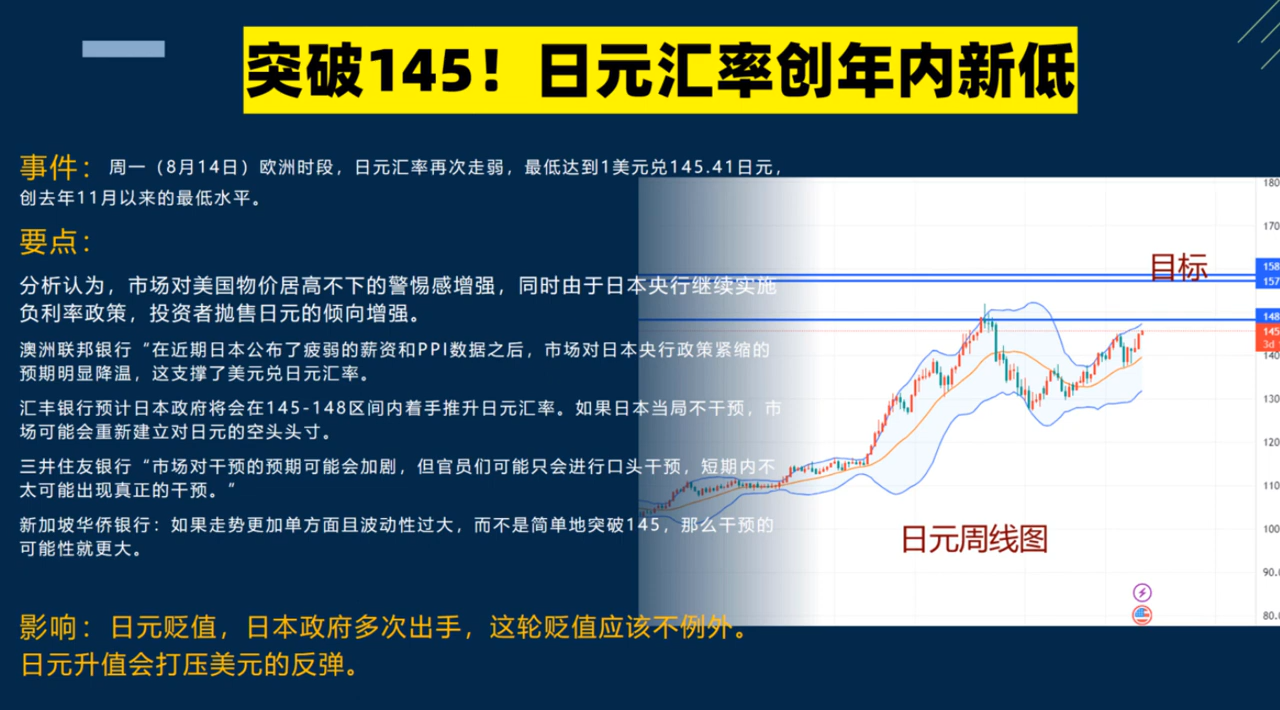 突破145！日元汇率创年内新低
事件：周一（8月14日）欧洲时段，日元汇率再次走弱，最低达到1美元兑145.41日元，
创去年11月以来的最低水平。
要点：
分析认为，市场对美国物价居高不下的警惕感增强，同时由于日本央行继续实施
负利率政策，投资者抛售日元的倾向增强。
澳洲联邦银行“在近期日本公布了疲弱的薪资和PPI数据之后，市场对日本央行政策紧缩的
预期明显降温，这支撑了美元兑日元汇率。
汇丰银行预计日本政府将会在145-148区间内着手推升日元汇率。如果日本当局不干预，市
场可能会重新建立对日元的空头头寸。
三井住友银行“市场对干预的预期可能会加剧，但官员们可能只会进行口头干预，短期内不
太可能出现真正的干预。”
新加坡华侨银行：如果走势更加单方面且波动性过大，而不是简单地突破145，那么干预的
可能性就更大。
影响：日元贬值，日本政府多次出手，这轮贬值应该不例外。
日元升值会打压美元的反弹。
目标
日元周线图
180
170
158
157
148
145
3d
140
130
120
110
100
90.0
80.0